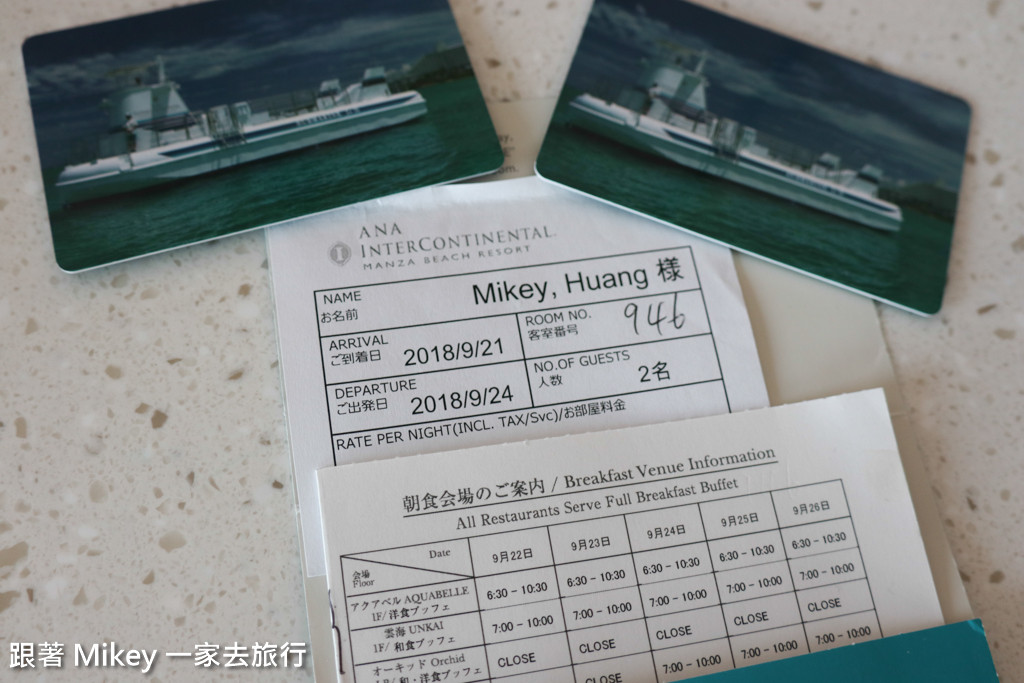 ANA
INTERCONTINENTAL
MANZA BEACH RESORT
NAME
お名前
Mikey, Huang 様
ARRIVAL
ご到着日
2018/9/21
ROOM NO.
客室番号
946
DEPARTURE
ご出発日
2018/9/24
NO.OF GUESTS
人数
2名
RATE PER NIGHT(INCL. TAX/Svc)/お部屋料金
朝食会場のご案内 / Breakfast Venue Information
All Restaurants Serve Full Breakfast Buffet
Date 9月22日 9月23日 9月24日 9月25日 9月26日
会場
Floor
アクアベル AQUABELLE
1F/ 洋食ブッフェ
6:30 - 10:30 6:30 - 10:30 6:30 - 10:30 6:30 - 10:30 6:30 - 10:30
雲海 UNKAI
1F/ 和食ブッフェ
7:00 - 10:00 7:00 - 10:00 7:00 - 10:00 7:00 - 10:00 7:00 - 10:00
オーキッド Orchid
1F/ 和・洋食ブッフェ
CLOSE CLOSE CLOSE CLOSE CLOSE
CLOSE 7:00 - 10:00 7:00 - 10:00 7:00 - 10:00
跟著 Mikey 一家去旅行